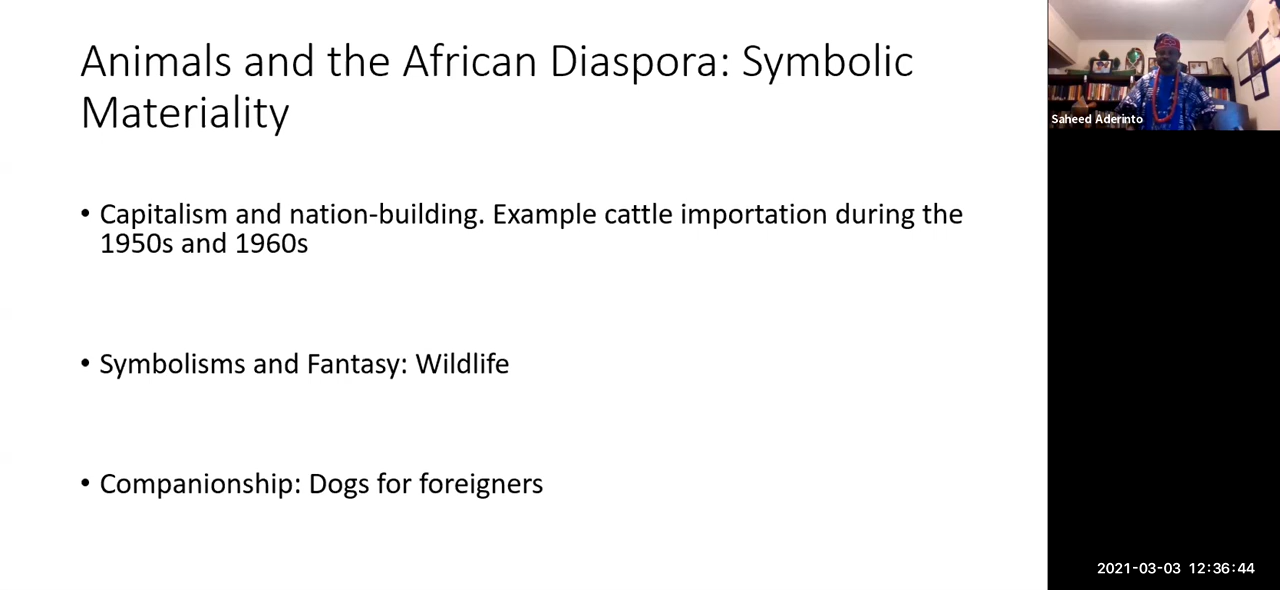 Animals and the African Diaspora: Symbolic
Materiality
• Capitalism and nation-building. Example cattle importation during the
1950s and 1960s
• Symbolisms and Fantasy: Wildlife
• Companionship: Dogs for foreigners
Saheed Aderinto
2021-03-03 12:36:44